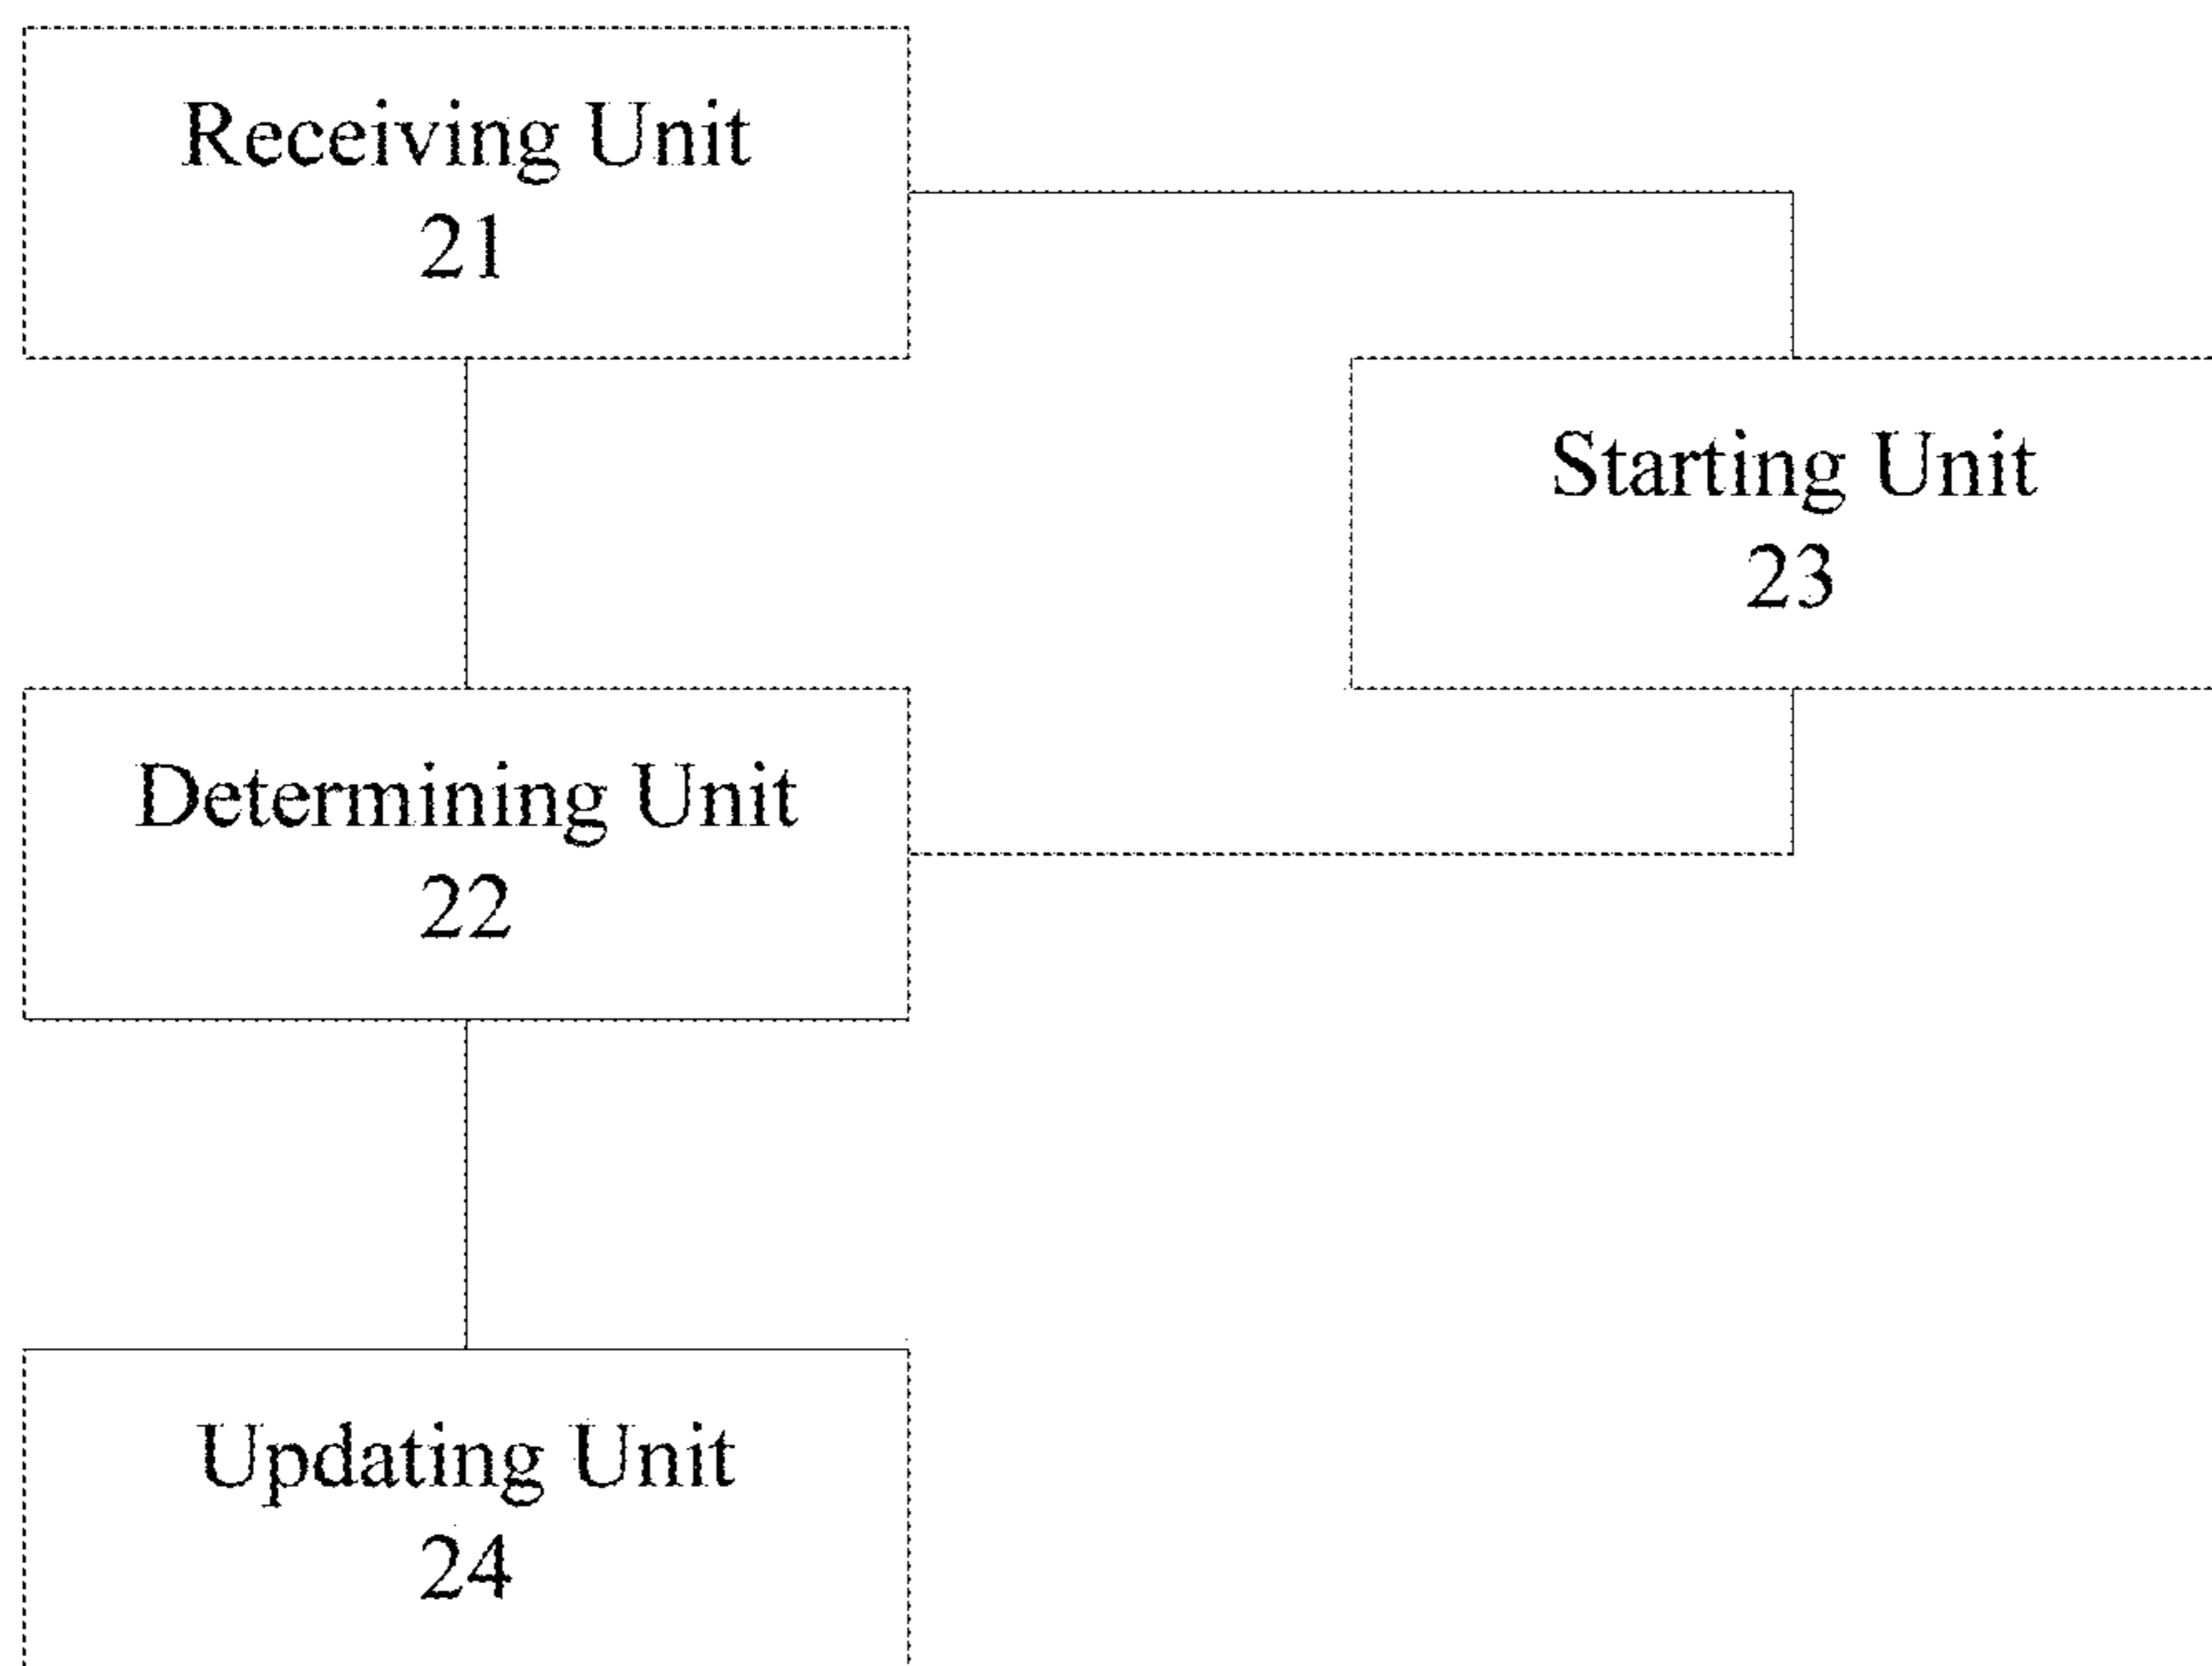 Receiving Unit
21
Starting Unit
23
Determining Unit
22
Updating Unit
24